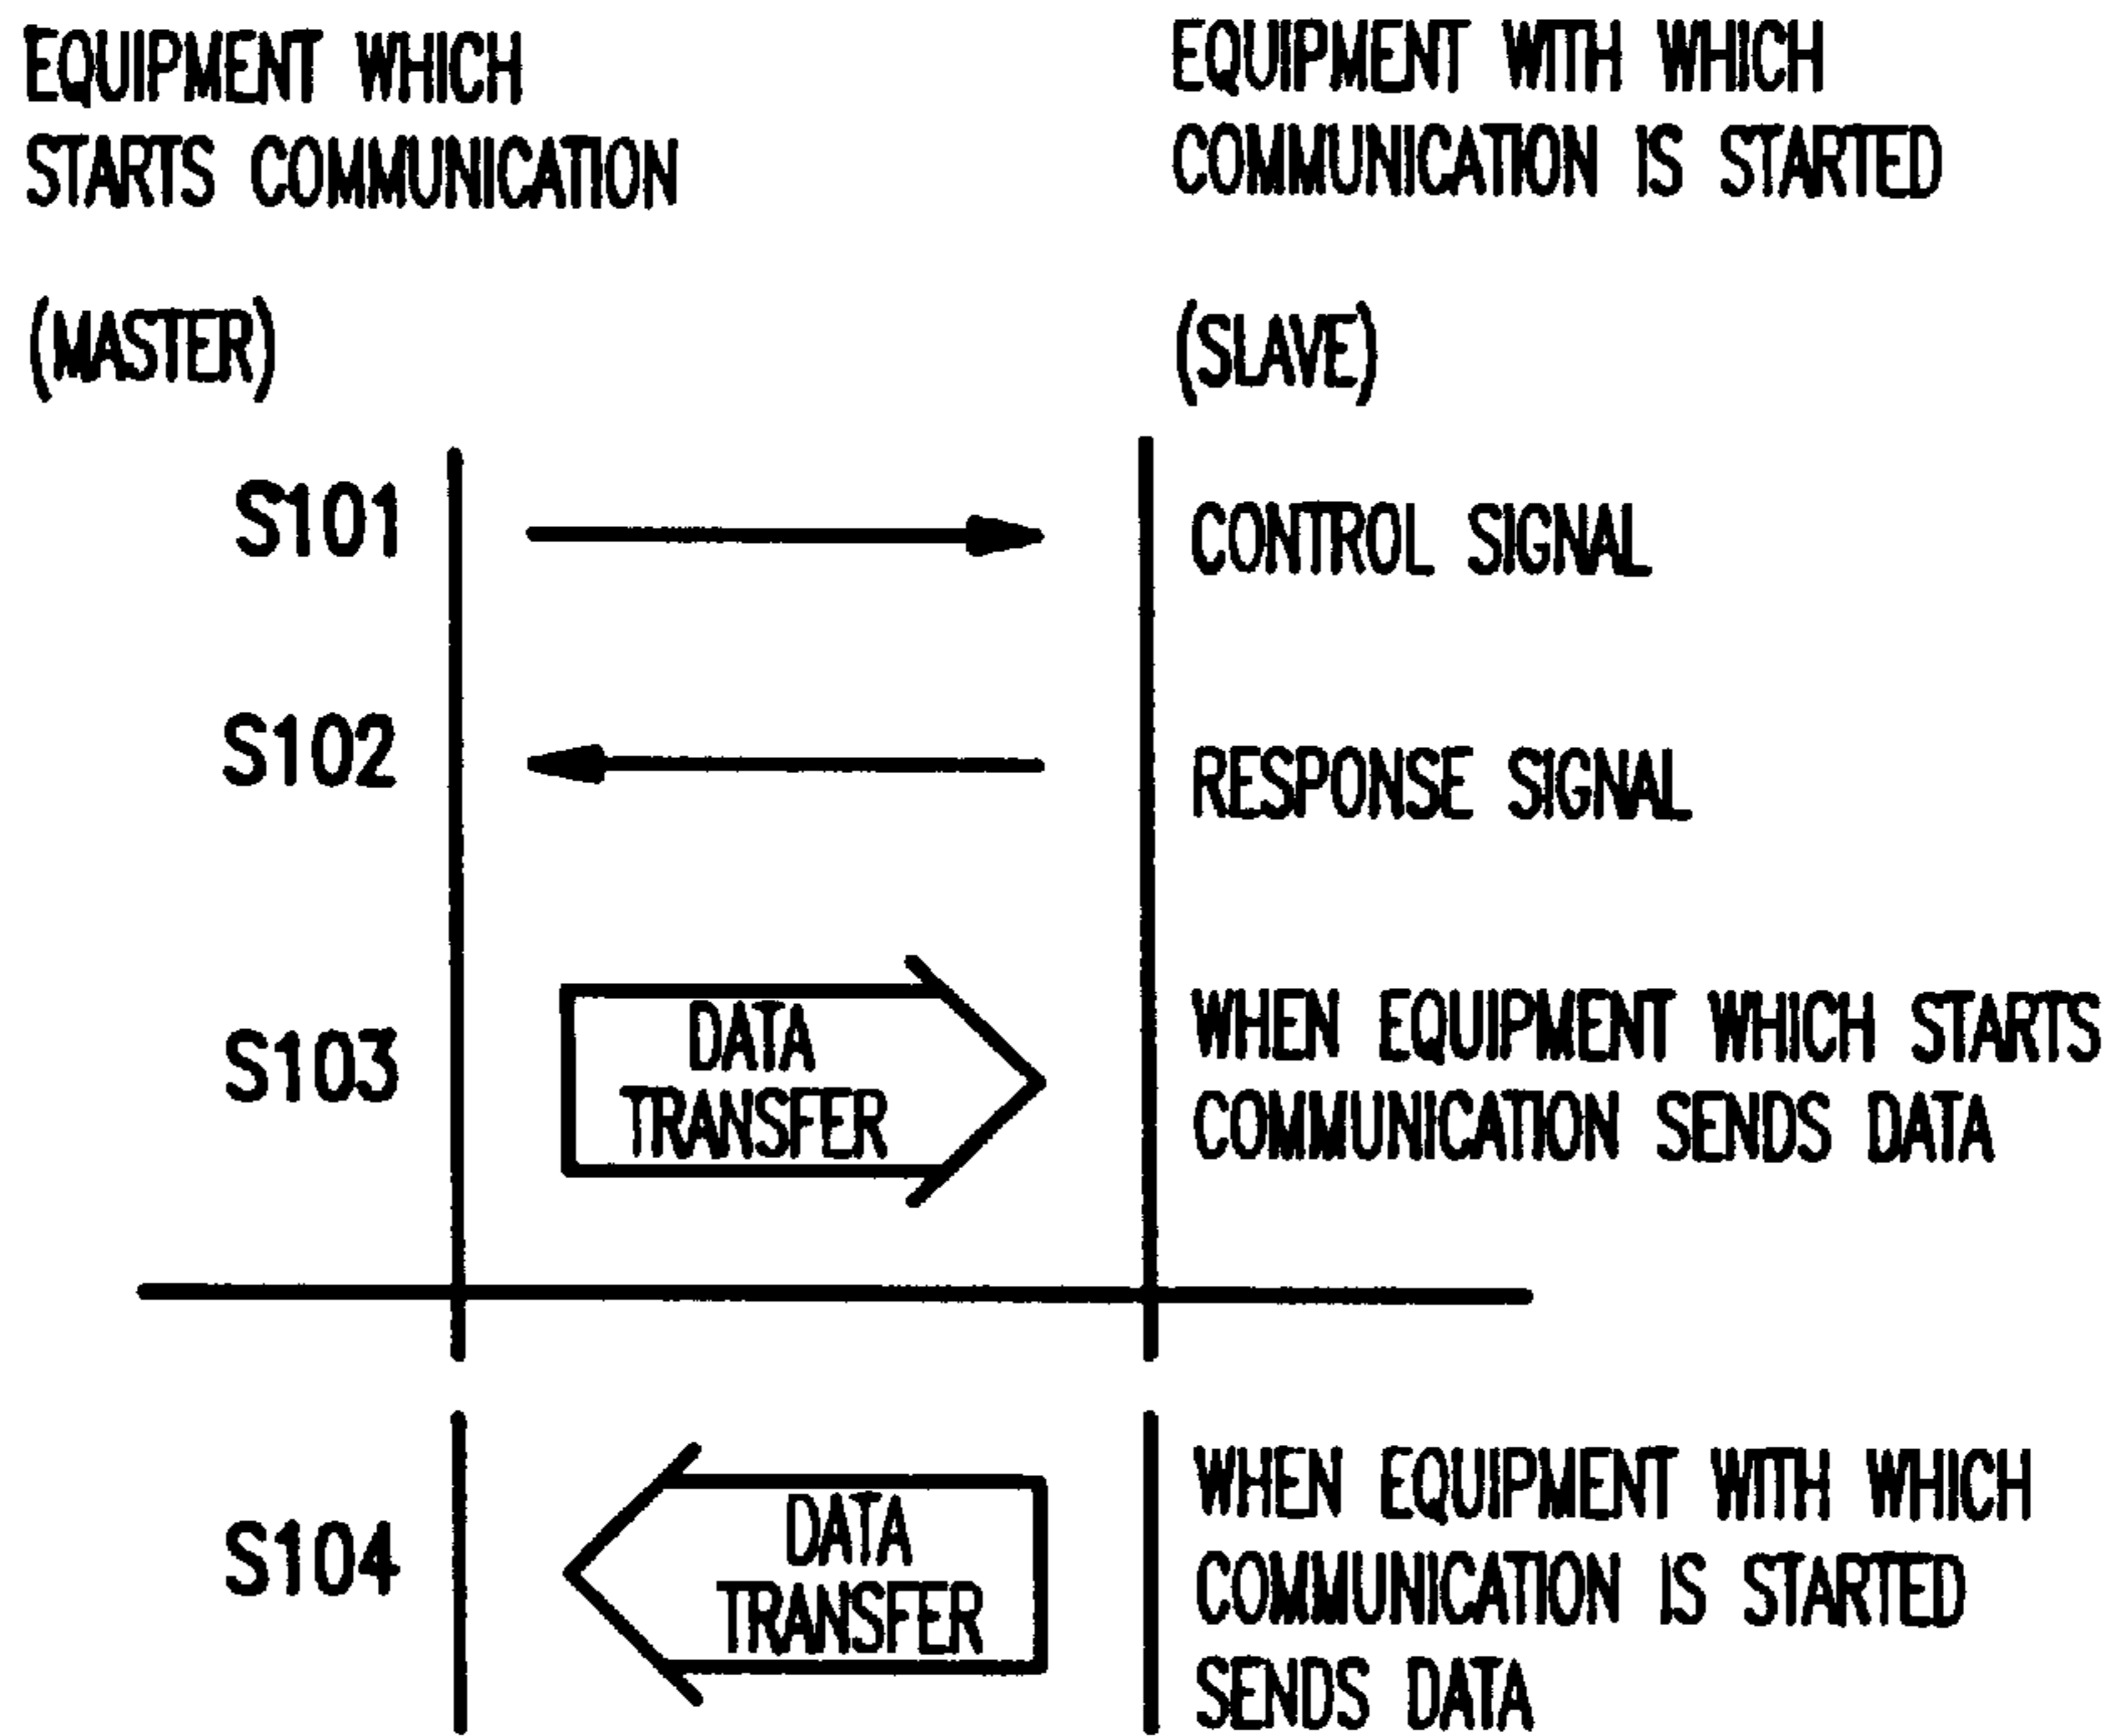 EQUIPMENT WHICH
STARTS COMMUNICATION
(MASTER)
EQUIPMENT WITH WHICH
COMMUNICATION IS STARTED
(SLAVE)
S101
CONTROL SIGNAL
S102
RESPONSE SIGNAL
S103
DATA
TRANSFER
WHEN EQUIPMENT WHICH STARTS
COMMUNICATION SENDS DATA
S104
DATA
TRANSFER
WHEN EQUIPMENT WITH WHICH
COMMUNICATION IS STARTED
SENDS DATA